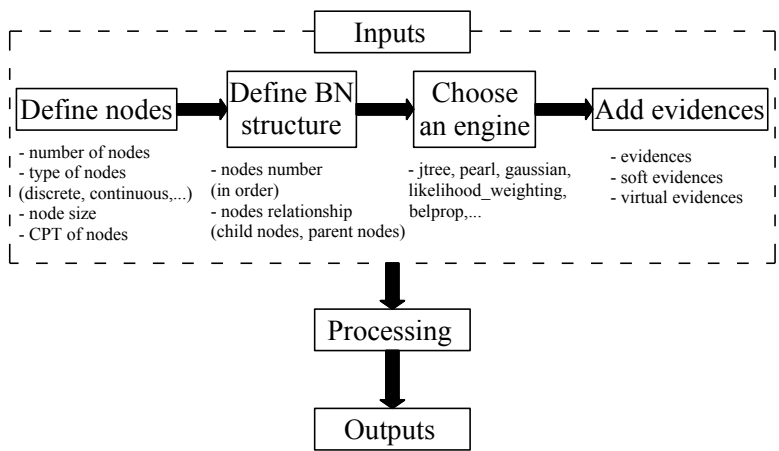 Inputs
Define nodes
Define BN
structure
Choose
an engine
Add evidences
- number of nodes
- type of nodes
(discrete, continuous,...)
- node size
- CPT of nodes
- nodes number
(in order)
- nodes relationship
(child nodes, parent nodes)
- jtree, pearl, gaussian,
likelihood_weighting,
belprop,...
- evidences
- soft evidences
- virtual evidences
Processing
Outputs